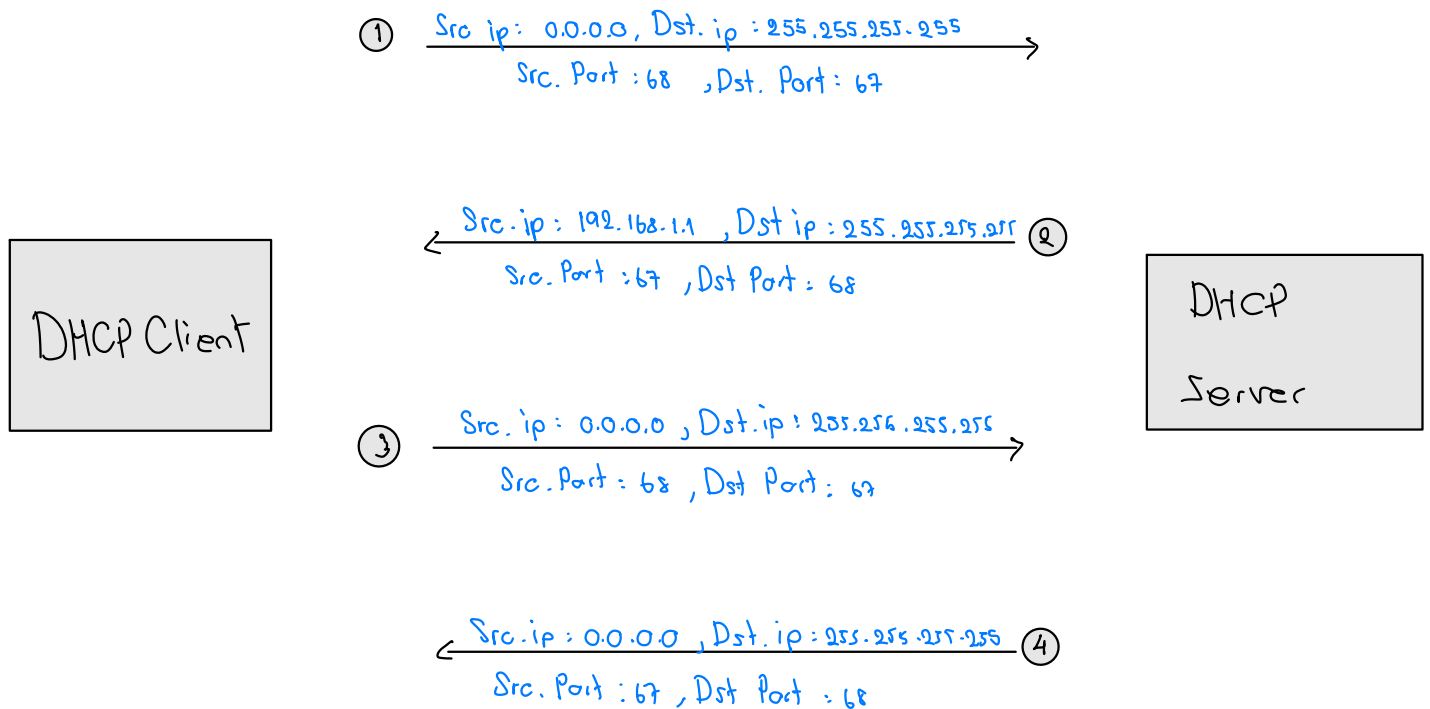 1
Src ip: 0.0.0.0, Dst. ip: 255.255.255.255
Src. Port: 68 , Dst. Port: 67
Src. ip: 192.168.1.1 , Dst ip: 255.255.255.255
2
Src. Port: 67 , Dst Port: 68
DHCP Client
DHCP
Server
Src. ip: 0.0.0.0 , Dst. ip: 255.255.255.255
3
Src. Port: 68 , Dst Port: 67
Src. ip: 0.0.0.0 , Dst. ip: 255.255.255.255
4
Src. Port: 67 , Dst Port: 68